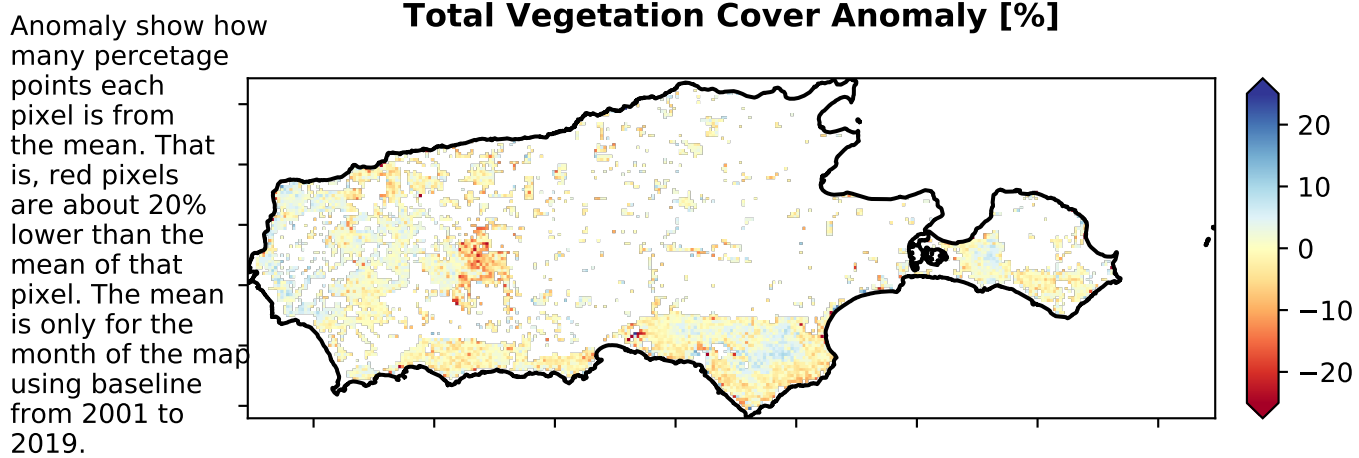 Total Vegetation Cover Anomaly [%]
Anomaly show how
many percetage
points each
pixel is from
the mean. That
is, red pixels
are about 20%
lower than the
mean of that
pixel. The mean
is only for the
month of the map
using baseline
from 2001 to
2019.
20
10
0
−10
−20